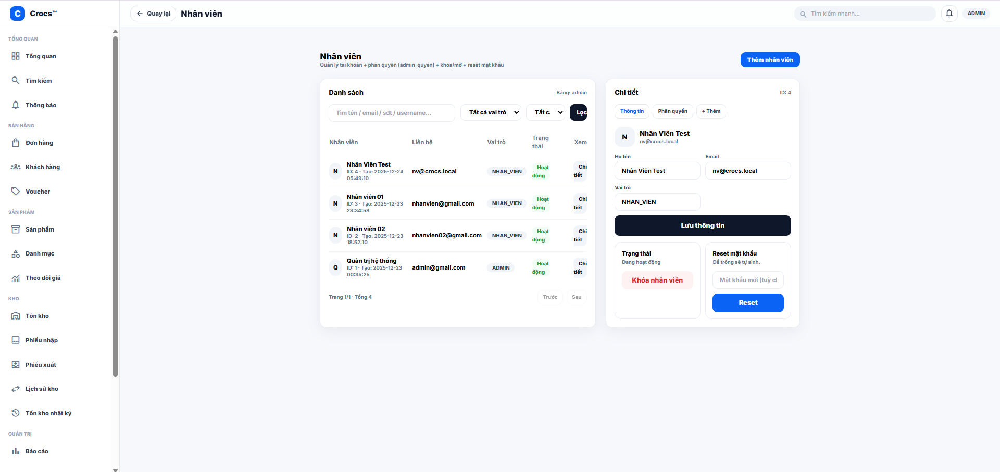 C Crocs™
TỔNG QUAN
Tổng quan
Tìm kiếm
Thông báo
BÁN HÀNG
Đơn hàng
Khách hàng
Voucher
SẢN PHẨM
Sản phẩm
Danh mục
Theo dõi giá
KHO
Tồn kho
Phiếu nhập
Phiếu xuất
Lịch sử kho
Tồn kho nhật ký
QUẢN TRỊ
Báo cáo
Quay lại
Nhân viên
Tìm kiếm nhanh...
ADMIN
Nhân viên
Quản lý tài khoản + phân quyền (admin_quyen) + khóa/mở + reset mật khẩu
Thêm nhân viên
Danh sách
Bảng: admin
Tìm tên / email / sđt / username...
Tất cả vai trò
Tất c
Lọc
Nhân viên
Liên hệ
Vai trò
Trạng
thái
Xem
N
Nhân Viên Test
ID: 4 · Tạo: 2025-12-24
05:49:10
nv@crocs.local
NHAN_VIEN
Hoạt
động
Chi
tiết
N
Nhân viên 01
ID: 3 · Tạo: 2025-12-23
23:34:58
nhanvien@gmail.com
NHAN_VIEN
Hoạt
động
Chi
tiết
N
Nhân viên 02
ID: 2 · Tạo: 2025-12-23
18:52:10
nhanvien02@gmail.com
NHAN_VIEN
Hoạt
động
Chi
tiết
Q
Quản trị hệ thống
ID: 1 · Tạo: 2025-12-23
00:35:25
admin@gmail.com
ADMIN
Hoạt
động
Chi
tiết
Trang 1/1 · Tổng 4
Trước
Sau
Chi tiết
ID: 4
Thông tin
Phân quyền
+ Thêm
N
Nhân Viên Test
nv@crocs.local
Họ tên
Email
Nhân Viên Test
nv@crocs.local
Vai trò
NHAN_VIEN
Lưu thông tin
Trạng thái
Đang hoạt động
Khóa nhân viên
Reset mật khẩu
Để trống sẽ tự sinh.
Mật khẩu mới (tuỳ cl
Reset